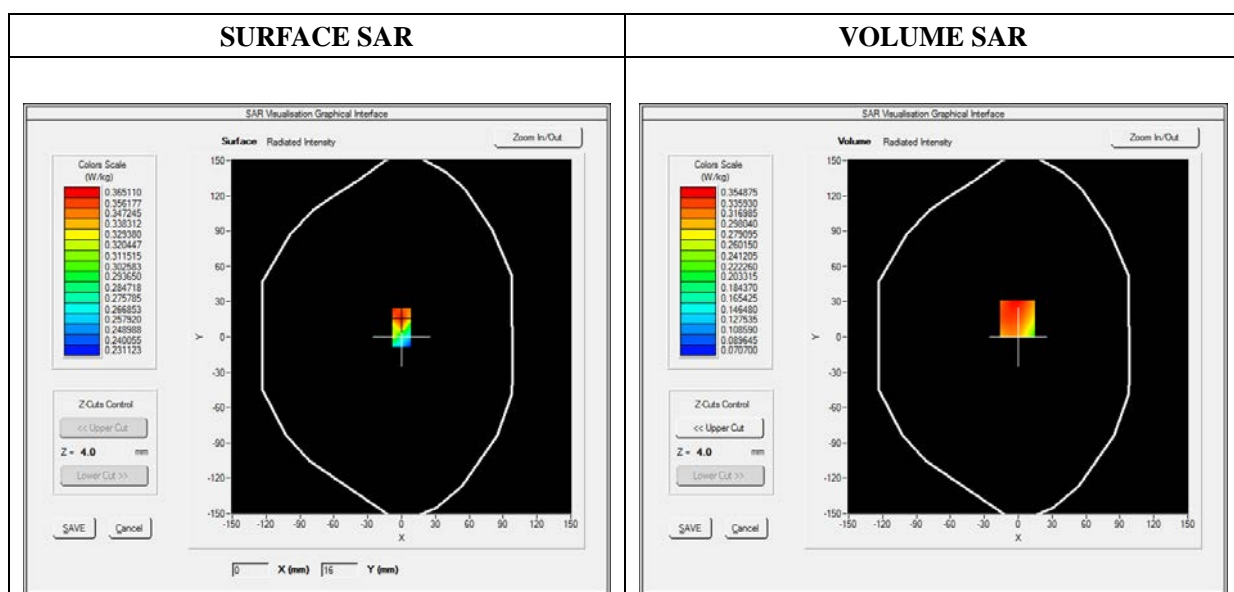 SURFACE SAR
VOLUME SAR
SAR Visualisation Graphical Interface
Surface Radiated Intensity
Zoom In/Out
Colors Scale
(W/kg)
0.365110
0.356177
0.347245
0.338312
0.329380
0.320447
0.311515
0.302583
0.293650
0.284718
0.275785
0.266853
0.257920
0.248988
0.240055
0.231123
Z-Cuts Control
<< Upper Cut
Z = 4.0 mm
Lower Cut >>
SAVE Cancel
150
120
90
60
30
0
-30
-60
-90
-120
-150
Y
-150 -120 -90 -60 -30 0 30 60 90 120 150
X
0 X (mm) 16 Y (mm)
SAR Visualisation Graphical Interface
Volume Radiated Intensity
Zoom In/Out
Colors Scale
(W/kg)
0.354875
0.335930
0.316985
0.298040
0.279095
0.260150
0.241205
0.222260
0.203315
0.184370
0.165425
0.146480
0.127535
0.108590
0.089645
0.070700
Z-Cuts Control
<< Upper Cut
Z = 4.0 mm
Lower Cut >>
SAVE Cancel
150
120
90
60
30
0
-30
-60
-90
-120
-150
Y
-150 -120 -90 -60 -30 0 30 60 90 120 150
X